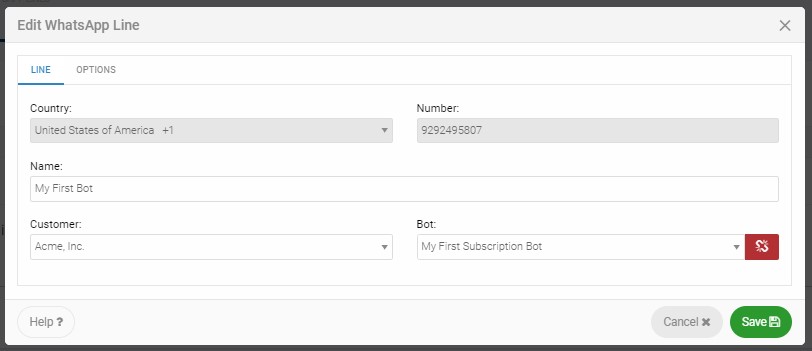 Edit WhatsApp Line
LINE OPTIONS
Country: Number:
United States of America +1 9292495807
Name:
My First Bot
Customer: Bot:
Acme, Inc. My First Subscription Bot
Help ? Cancel Save